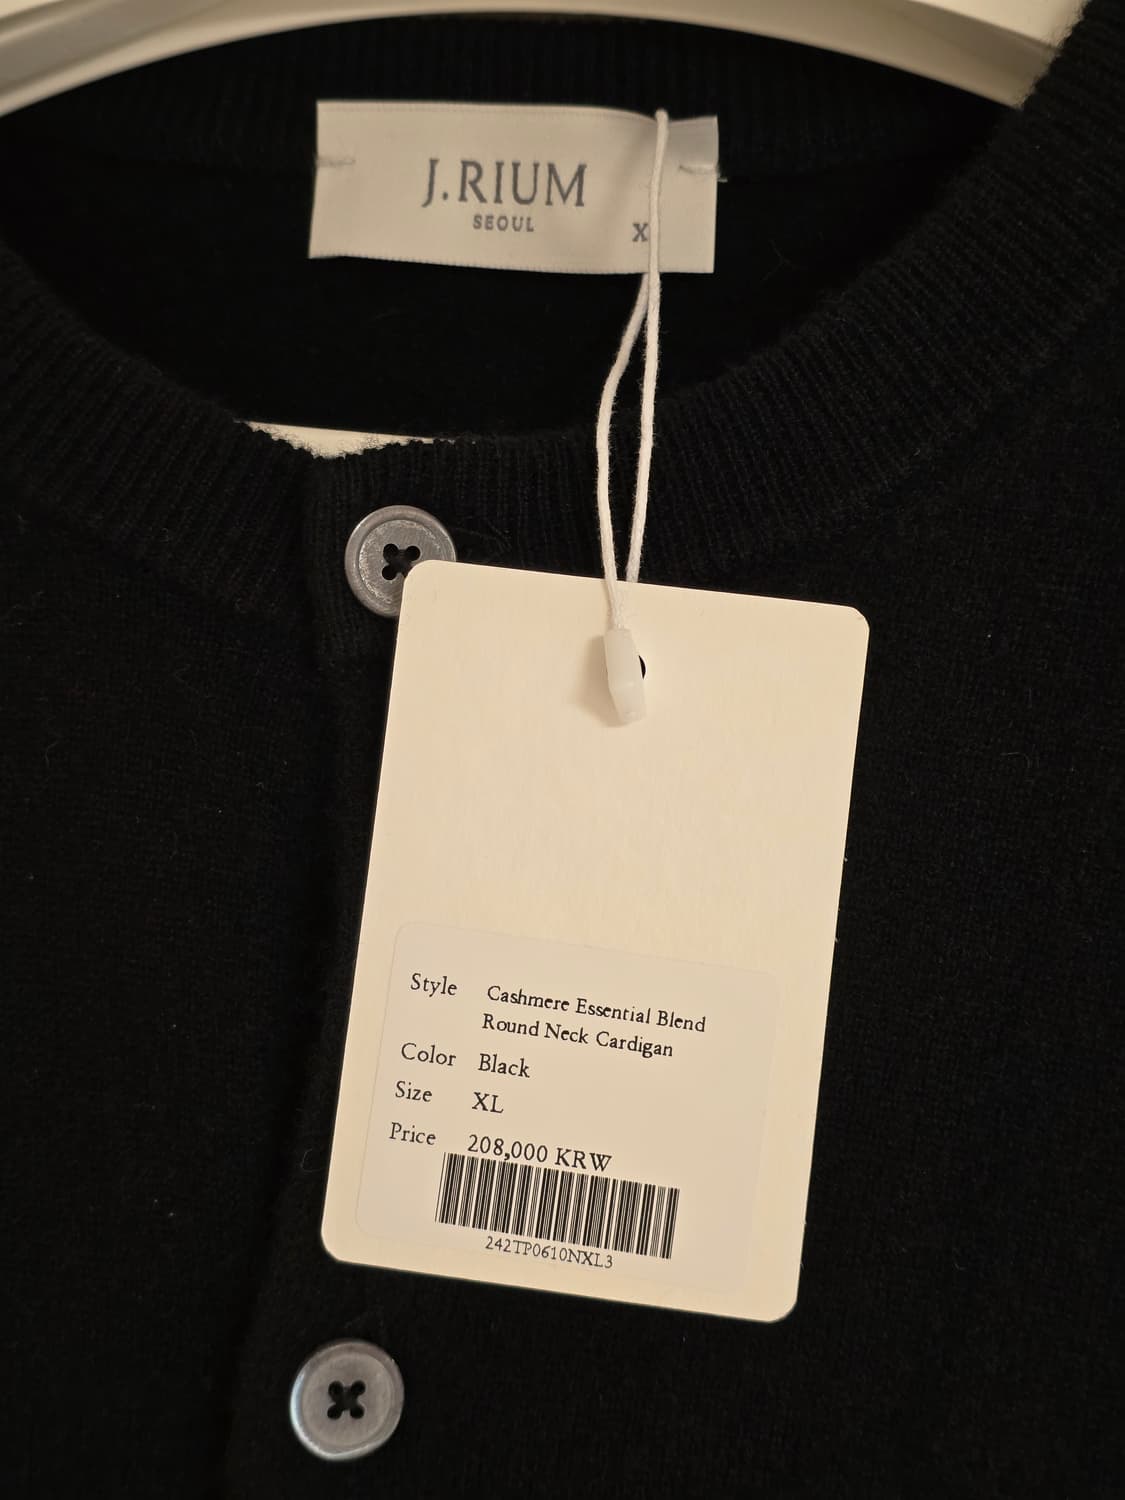 J.RIUM
SEOUL
Style Cashmere Essential Blend
Round Neck Cardigan
Color Black
Size XL
Price 208,000 KRW
242TP0610NXL3